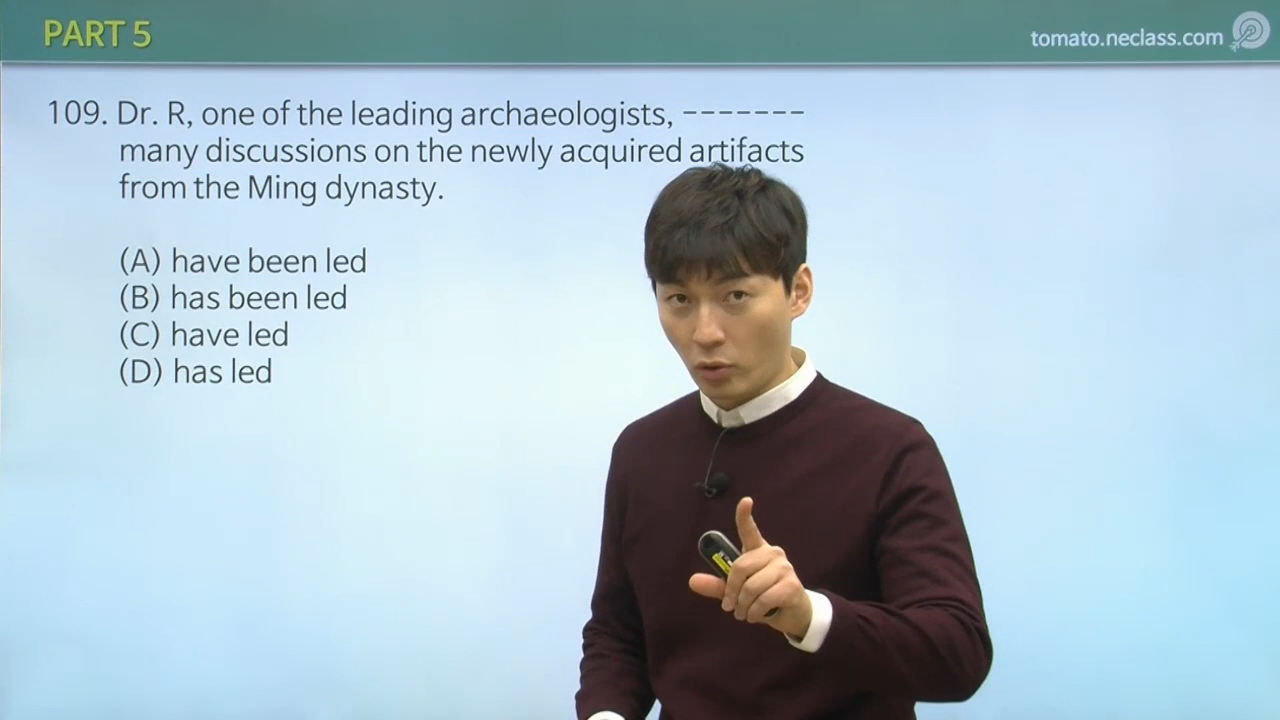 PART 5
tomato.neclass.com
109. Dr. R, one of the leading archaeologists, -------
many discussions on the newly acquired artifacts
from the Ming dynasty.
(A) have been led
(B) has been led
(C) have led
(D) has led